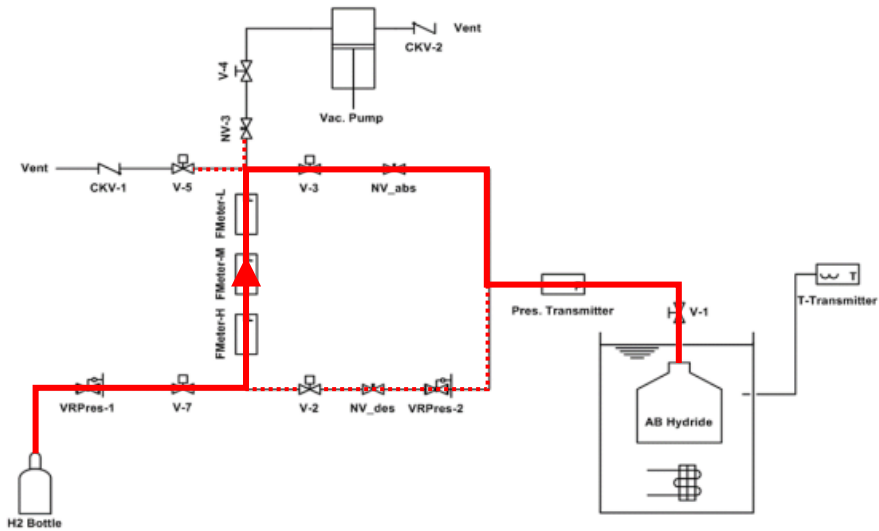 Vent
CKV-2
V-4
Vac. Pump
NV-3
Vent
CKV-1
V-5
V-3
NV_abs
FMeter-L
FMeter-M
FMeter-H
Pres. Transmitter
V-1
T
T-Transmitter
VRPres-1
V-7
V-2
NV_des
VRPres-2
AB Hydride
H2 Bottle